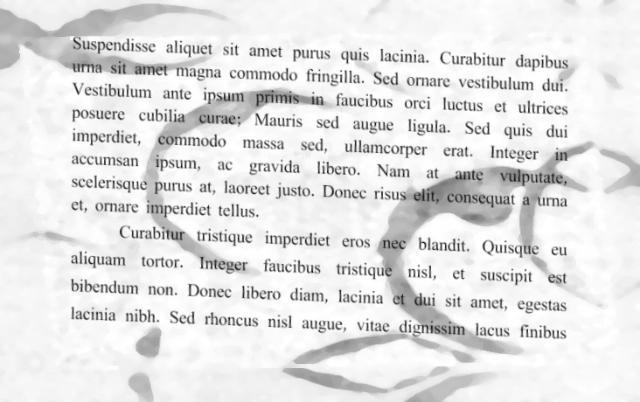 Suspendisse aliquet sit amet purus quis lacinia. Curabitur dapibus
urna sit amet magna commodo fringilla. Sed ornare vestibulum dui.
Vestibulum ante ipsum primis in faucibus orci luctus et ultrices
posuere cubilia curae; Mauris sed augue ligula. Sed quis dui
imperdiet, commodo massa sed, ullamcorper erat. Integer in
accumsan ipsum, ac gravida libero. Nam at ante vulputate,
scelerisque purus at, laoreet justo. Donec risus elit, consequat a urna
et, ornare imperdiet tellus.
Curabitur tristique imperdiet eros nec blandit. Quisque eu
aliquam tortor. Integer faucibus tristique nisl, et suscipit est
bibendum non. Donec libero diam, lacinia et dui sit amet, egestas
lacinia nibh. Sed rhoncus nisl augue, vitae dignissim lacus finibus